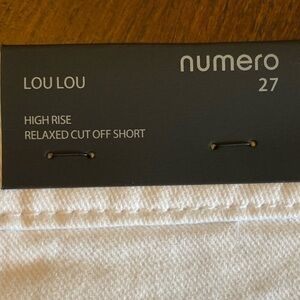 numero
LOU LOU
27
HIGH RISE
RELAXED CUT OFF SHORT